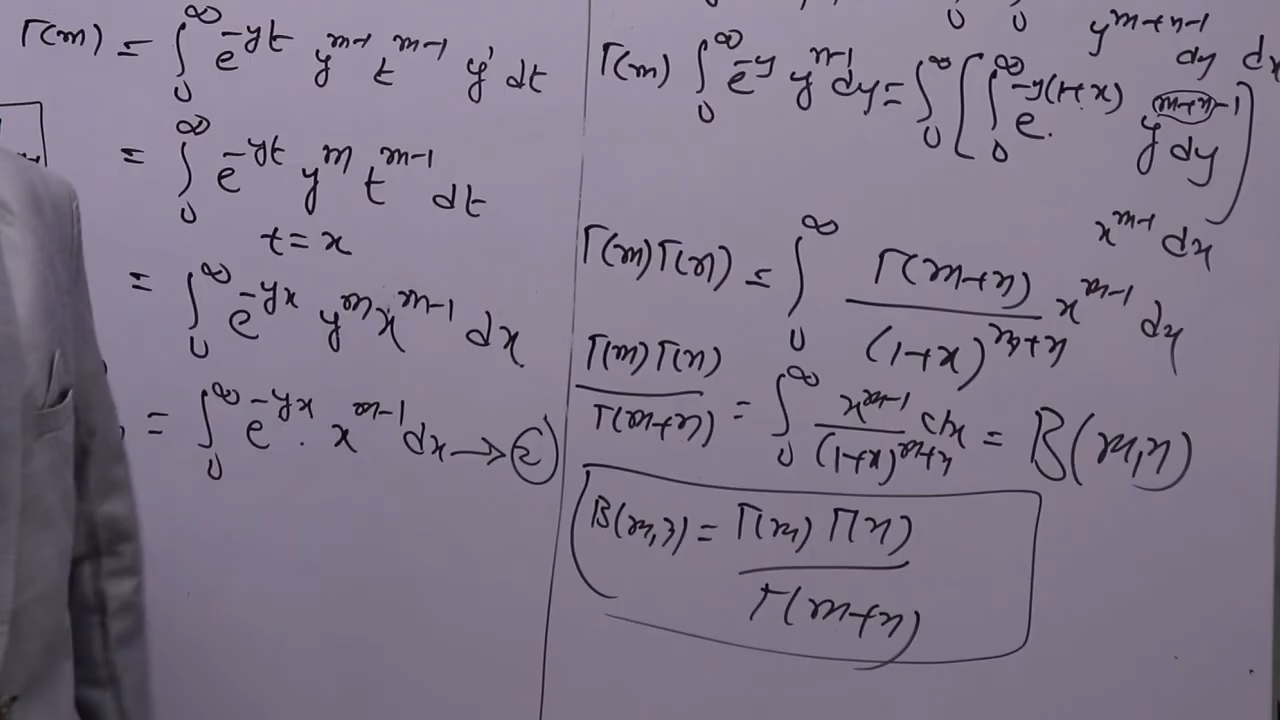 Γ(m) = ∫₀^∞ e^{-yt} y^{m-1} t^{m-1} y dt
= ∫₀^∞ e^{-yt} y^m t^{m-1} dt
t = x
= ∫₀^∞ e^{-yx} y^m x^{m-1} dx
= ∫₀^∞ e^{-yx} · x^{m-1} dx → ②
y^{m+n-1} dy dx
Γ(m) ∫₀^∞ e^{-y} y^{n-1} dy = ∫₀^∞ [∫₀^∞ e^{-y(1+x)} y^{m+n-1} dy]
x^{m-1} dx
Γ(m)Γ(n) = ∫₀^∞ Γ(m+n)/(1+x)^{m+n} x^{m-1} dx
Γ(m)Γ(n)/Γ(m+n) = ∫₀^∞ x^{m-1}/(1+x)^{m+n} dx = B(m,n)
B(m,n) = Γ(m) Γ(n)/Γ(m+n)